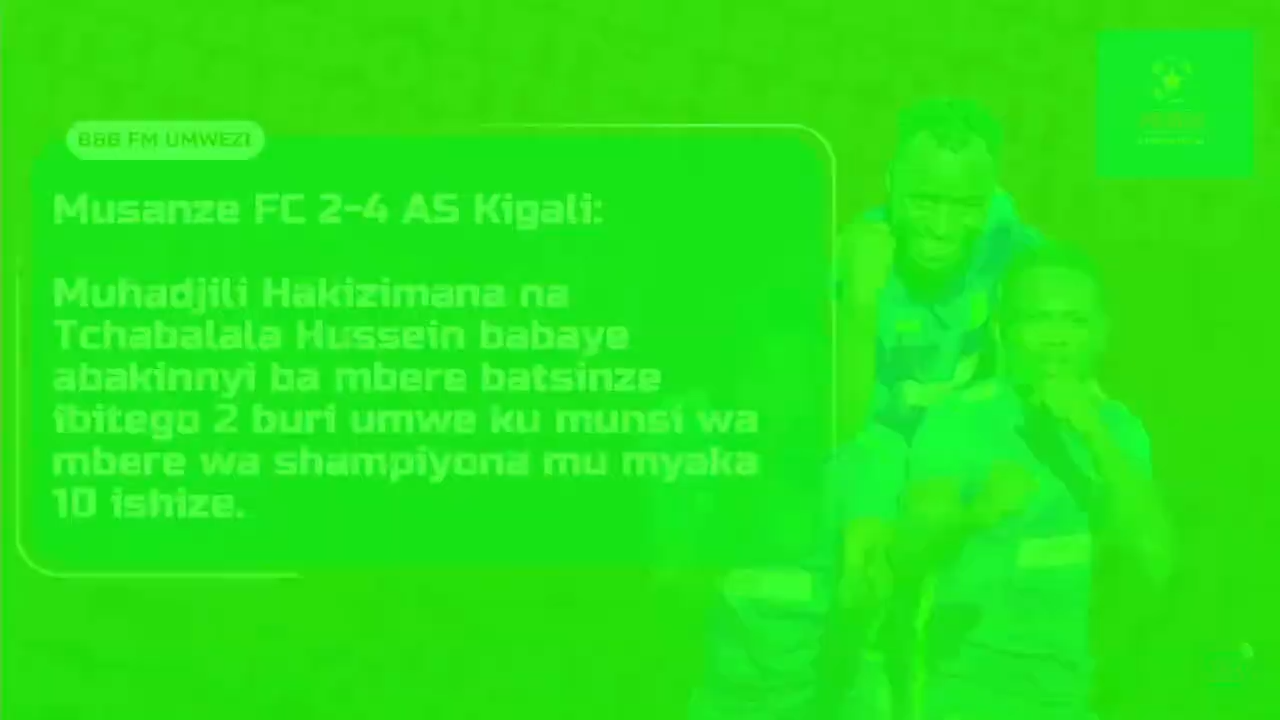 B&B FM UMWEZI
Musanze FC 2-4 AS Kigali:
Muhadjili Hakizimana na
Tchabalala Hussein babaye
abakinnyi ba mbere batsinze
ibitego 2 buri umwe ku munsi wa
mbere wa shampiyona mu myaka
10 ishize.